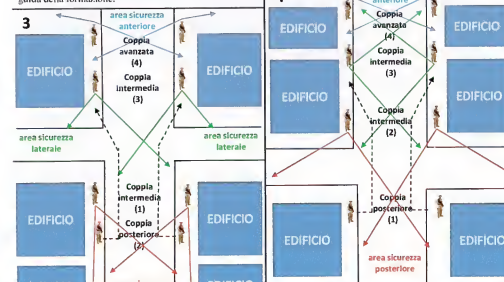 guida della formazione.
3
area sicurezza
anteriore
Coppia
avanzata
(4)
Coppia
intermedia
(3)
EDIFICIO
EDIFICIO
area sicurezza
laterale
area sicurezza
laterale
Coppia
intermedia
(1)
Coppia
posteriore
(2)
EDIFICIO
EDIFICIO
anteriore
Coppia
avanzata
(4)
Coppia
intermedia
(3)
EDIFICIO
EDIFICIO
EDIFICIO
EDIFICIO
Coppia
intermedia
(2)
Coppia
posteriore
(1)
EDIFICIO
EDIFICIO
area sicurezza
posteriore